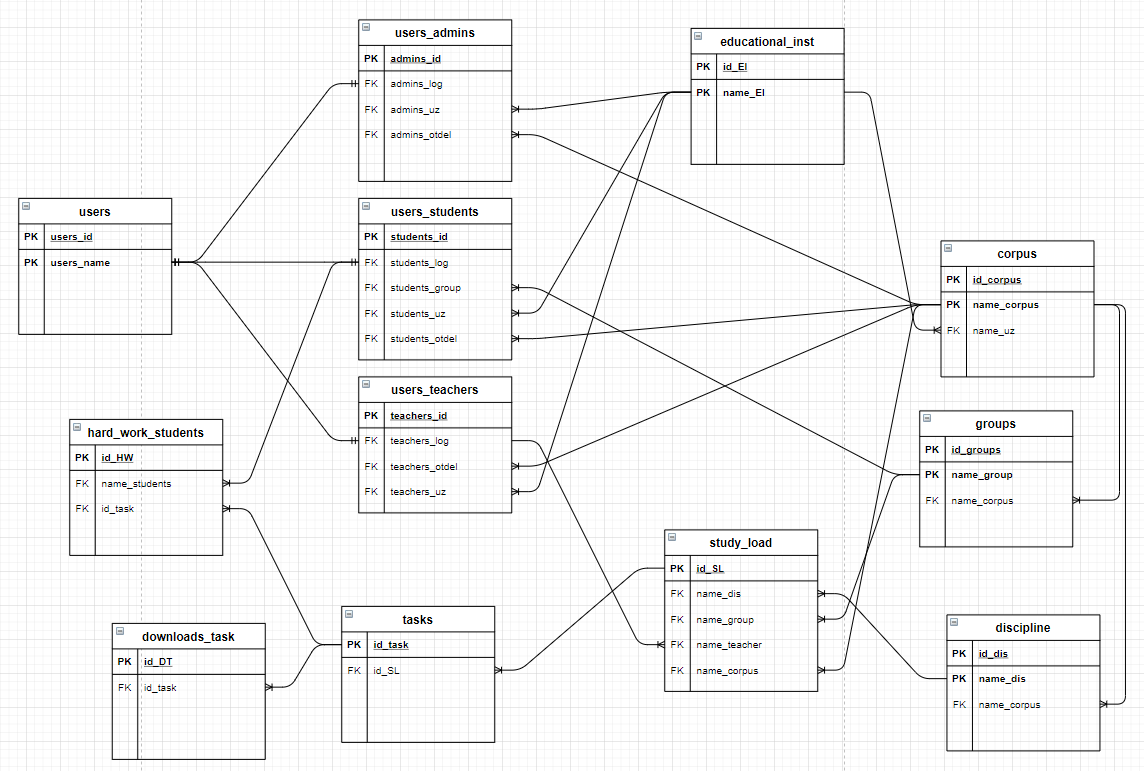 users_admins
PK admins_id
FK admins_log
FK admins_uz
FK admins_otdel
educational_inst
PK id_EI
PK name_EI
users
PK users_id
PK users_name
users_students
PK students_id
FK students_log
FK students_group
FK students_uz
FK students_otdel
corpus
PK id_corpus
PK name_corpus
FK name_uz
users_teachers
PK teachers_id
FK teachers_log
FK teachers_otdel
FK teachers_uz
hard_work_students
PK id_HW
FK name_students
FK id_task
groups
PK id_groups
PK name_group
FK name_corpus
study_load
PK id_SL
FK name_dis
FK name_group
FK name_teacher
FK name_corpus
downloads_task
PK id_DT
FK id_task
tasks
PK id_task
FK id_SL
discipline
PK id_dis
PK name_dis
FK name_corpus